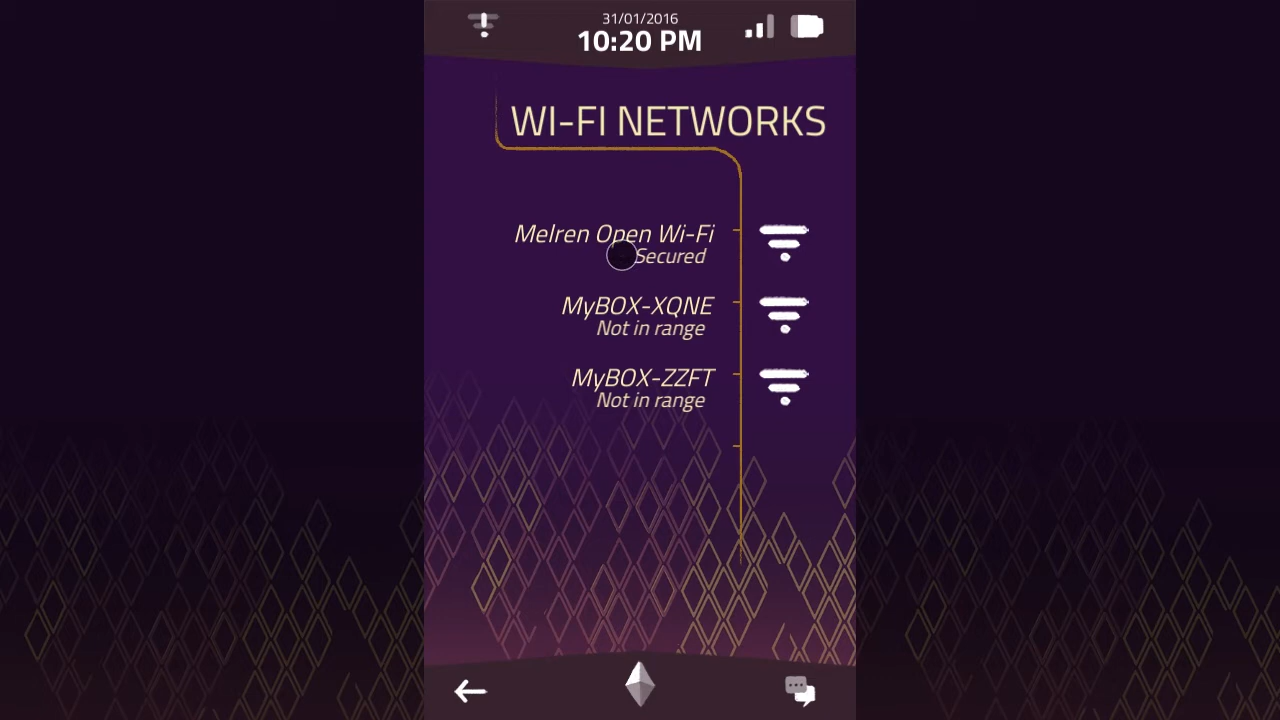 31/01/2016
10:20 PM
WI-FI NETWORKS
Melren Open Wi-Fi
Secured
MyBOX-XQNE
Not in range
MyBOX-ZZFT
Not in range